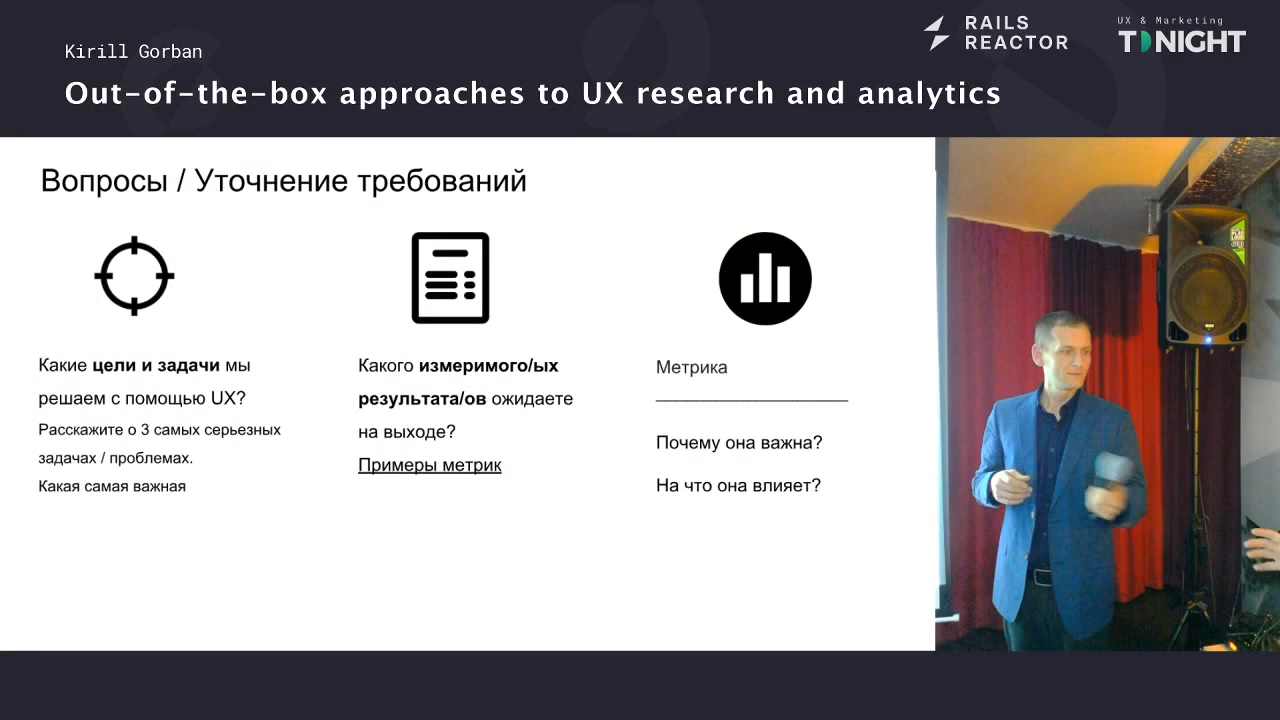 Kirill Gorban
Out-of-the-box approaches to UX research and analytics
RAILS
REACTOR
UX & Marketing
TONIGHT
Вопросы / Уточнение требований
Какие цели и задачи мы
решаем с помощью UX?
Расскажите о 3 самых серьезных
задачах / проблемах.
Какая самая важная
Какого измеримого/ых
результата/ов ожидаете
на выходе?
Примеры метрик
Метрика
Почему она важна?
На что она влияет?